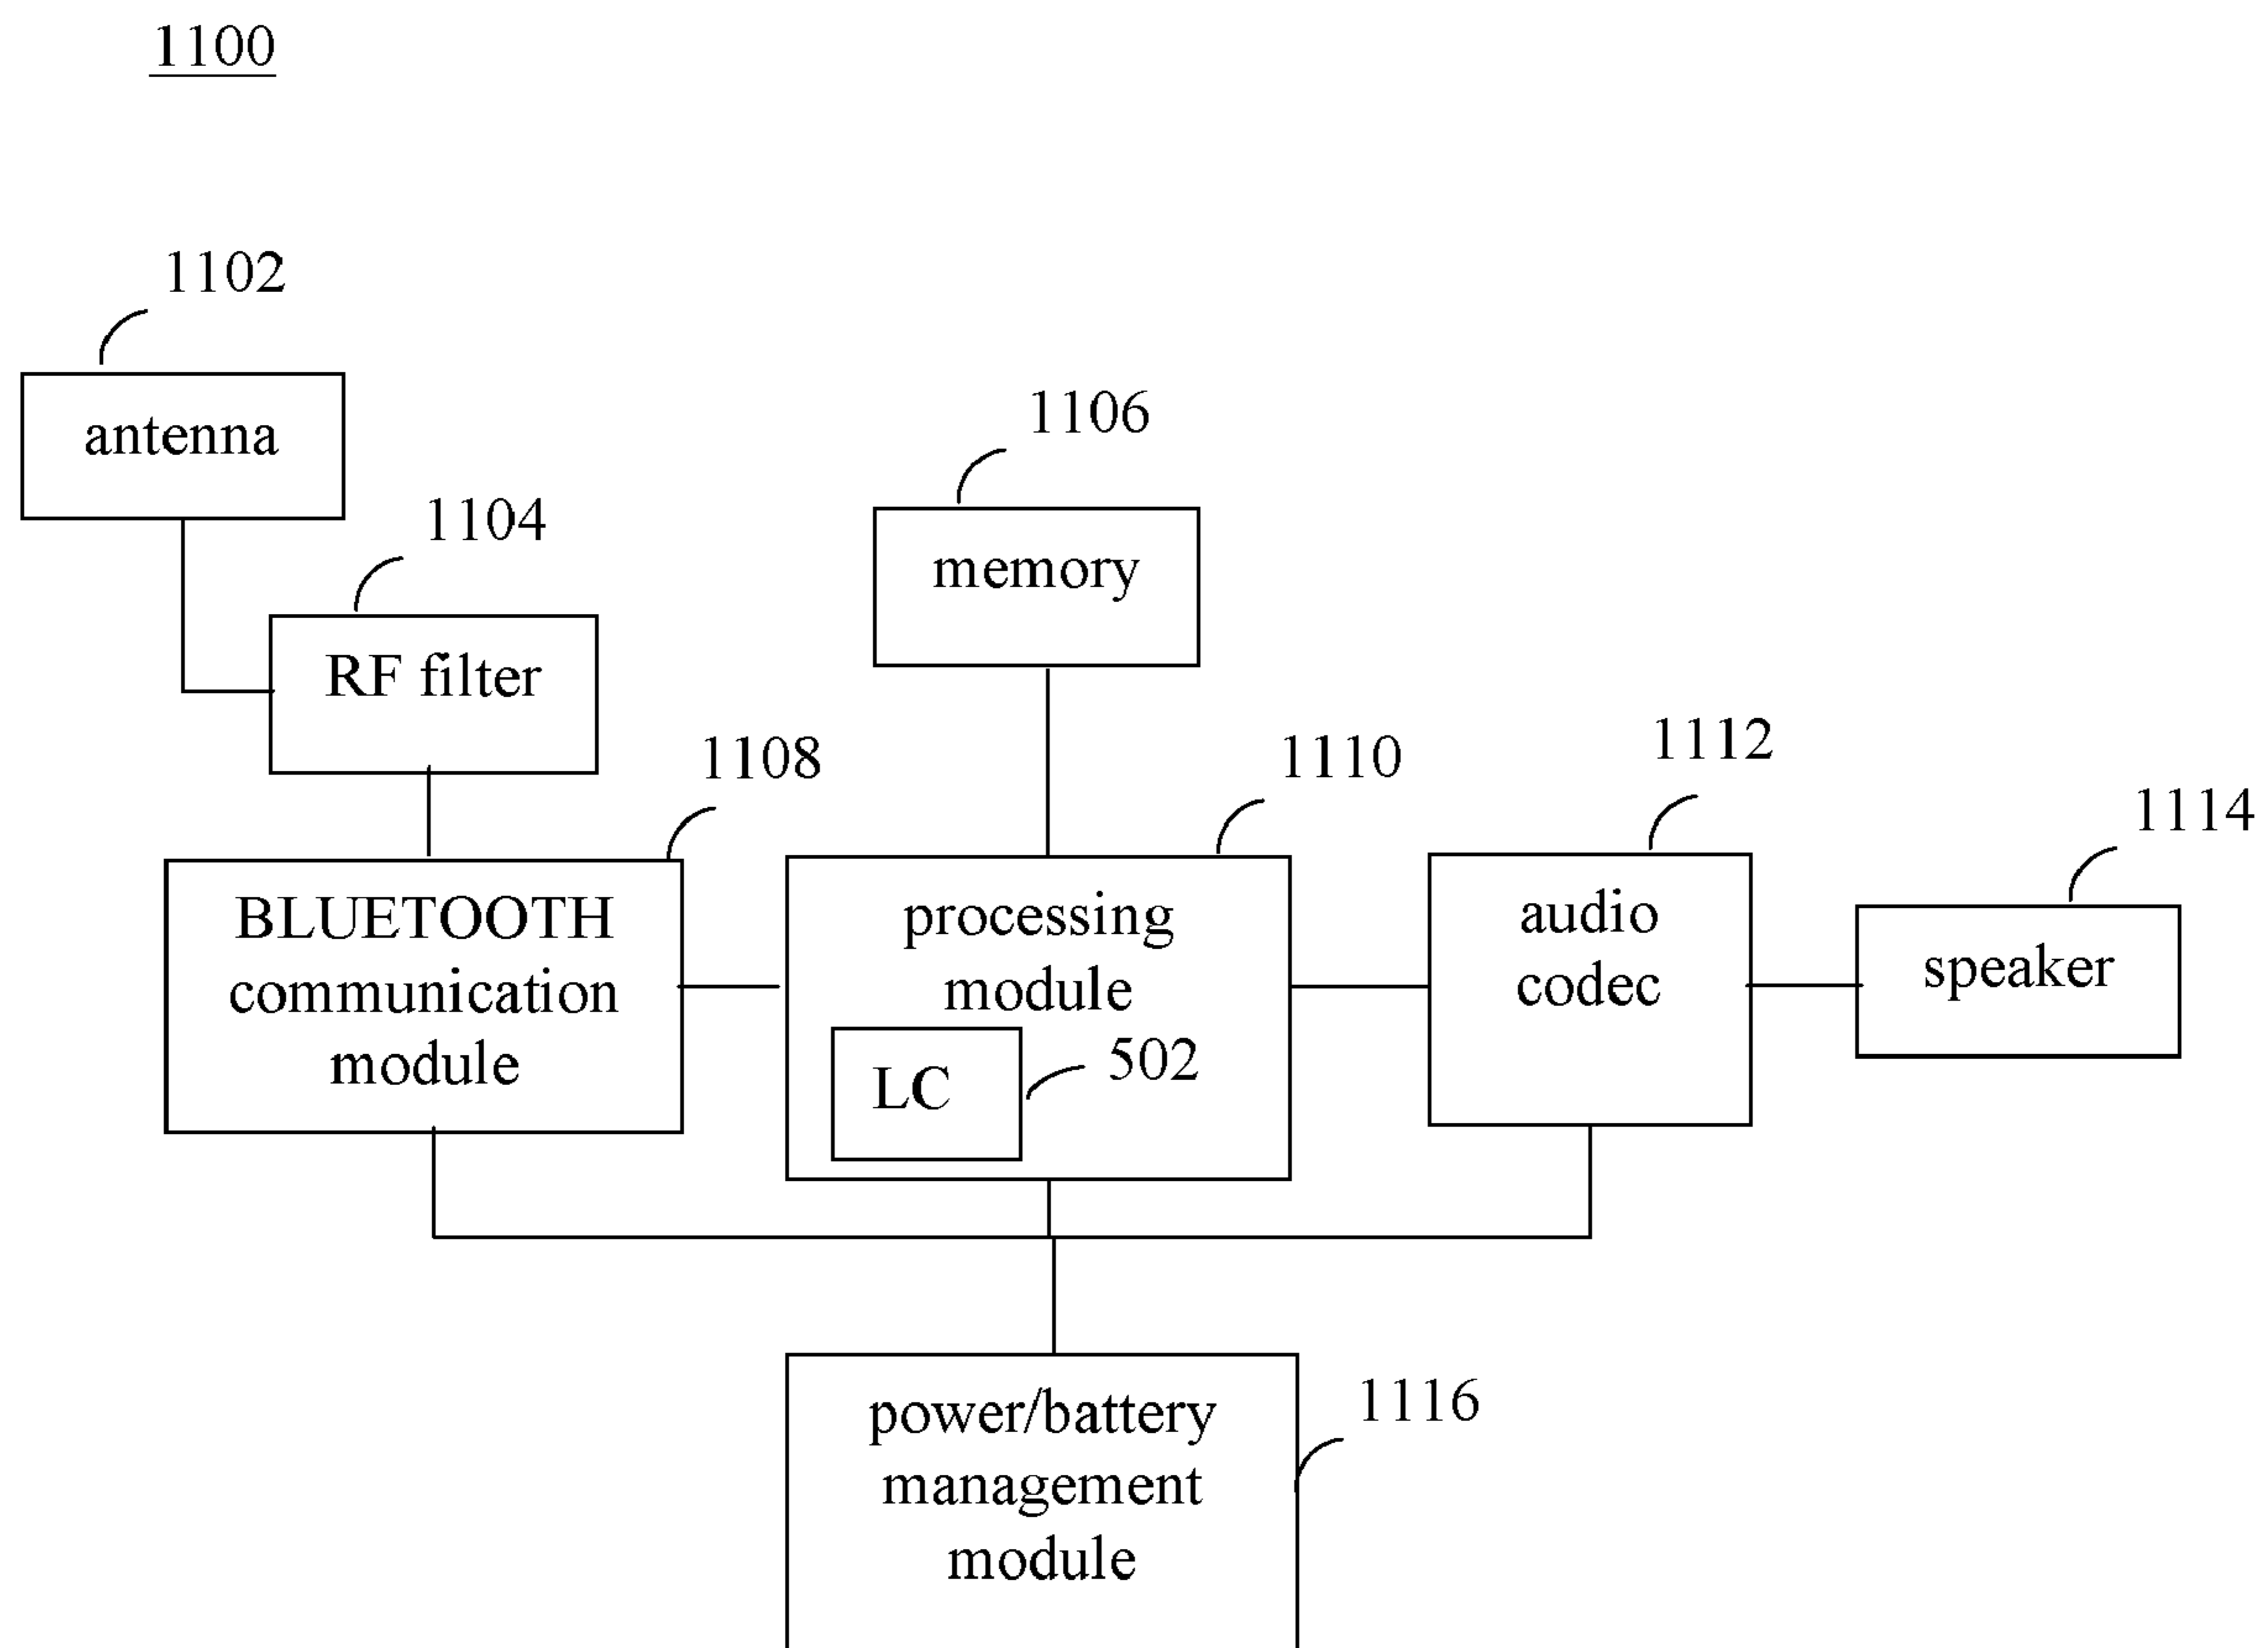 1100
1102
antenna
1104
RF filter
1106
memory
1108
BLUETOOTH
communication
module
1110
processing
module
LC
502
1112
audio
codec
1114
speaker
1116
power/battery
management
module